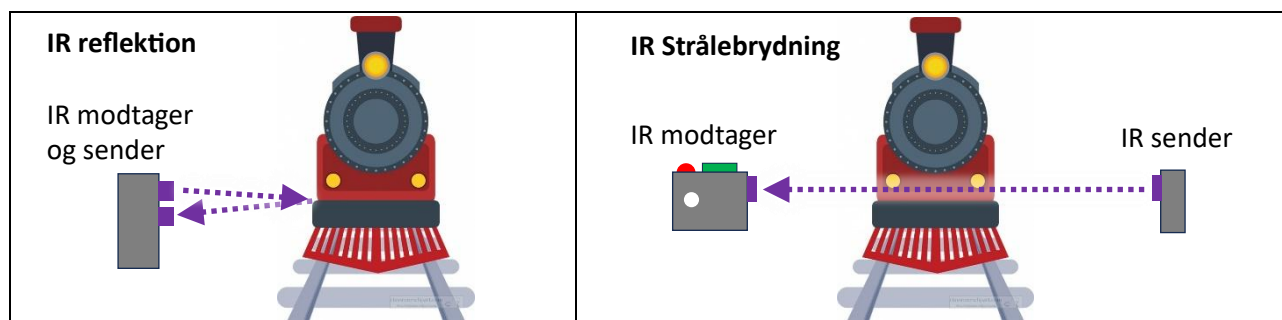 IR reflektion
IR modtager
og sender
IR Strålebrydning
IR modtager
IR sender